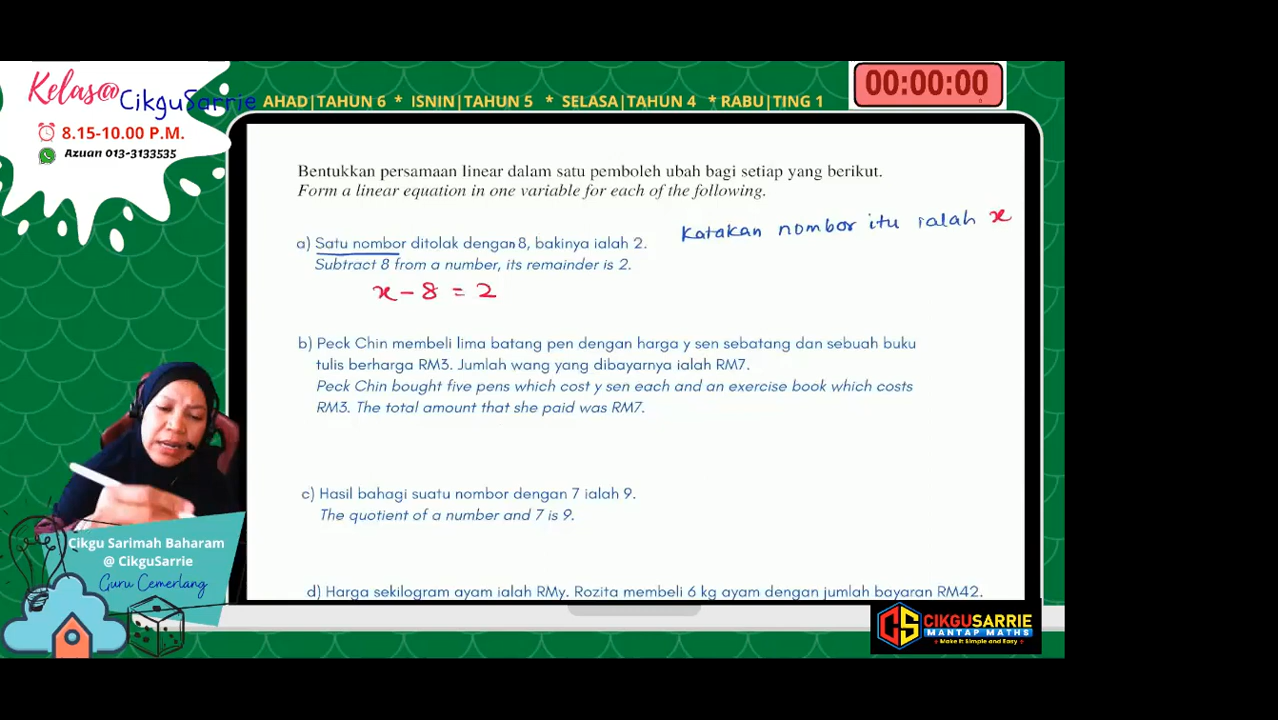 Kelas@CikguSarrie
8.15-10.00 P.M.
Azuan 013-3133535
AHAD|TAHUN 6 * ISNIN|TAHUN 5 * SELASA|TAHUN 4 * RABU|TING 1
00:00:00
Bentukkan persamaan linear dalam satu pemboleh ubah bagi setiap yang berikut.
Form a linear equation in one variable for each of the following.
Katakan nombor itu ialah x
a) Satu nombor ditolak dengan 8, bakinya ialah 2.
Subtract 8 from a number, its remainder is 2.
x - 8 = 2
b) Peck Chin membeli lima batang pen dengan harga y sen sebatang dan sebuah buku
tulis berharga RM3. Jumlah wang yang dibayarnya ialah RM7.
Peck Chin bought five pens which cost y sen each and an exercise book which costs
RM3. The total amount that she paid was RM7.
c) Hasil bahagi suatu nombor dengan 7 ialah 9.
The quotient of a number and 7 is 9.
d) Harga sekilogram ayam ialah RMy. Rozita membeli 6 kg ayam dengan jumlah bayaran RM42.
Cikgu Sarimah Baharam
@ CikguSarrie
Guru Cemerlang
CS CIKGUSARRIE
MANTAP MATHS
Make It Simple and Easy